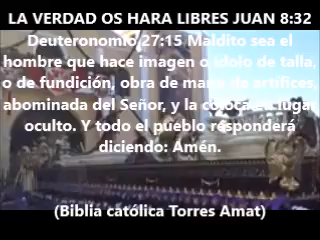 LA VERDAD OS HARA LIBRES JUAN 8:32
Deuteronomio 27:15 Maldito sea el
hombre que hace imagen o ídolo de talla,
o de fundición, obra de mano de artífices,
abominada del Señor, y la coloca en lugar
oculto. Y todo el pueblo responderá
diciendo: Amén.
(Biblia católica Torres Amat)